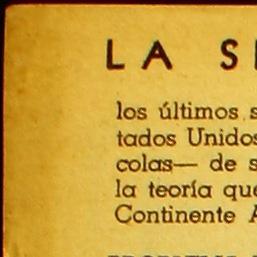 LA
los últimos
tados Unidos
colas— de
la teoría que
Continente